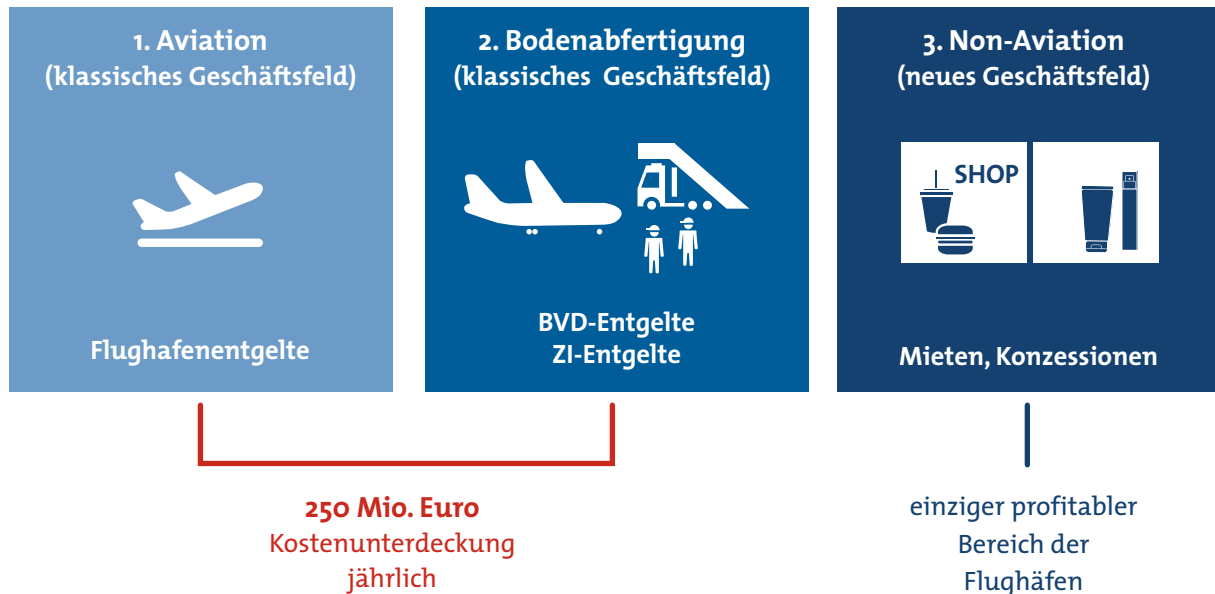 1. Aviation
(klassisches Geschäftsfeld)
Flughafenentgelte
2. Bodenabfertigung
(klassisches Geschäftsfeld)
BVD-Entgelte
ZI-Entgelte
3. Non-Aviation
(neues Geschäftsfeld)
SHOP
Mieten, Konzessionen
250 Mio. Euro
Kostenunterdeckung
jährlich
einziger profitabler
Bereich der
Flughäfen